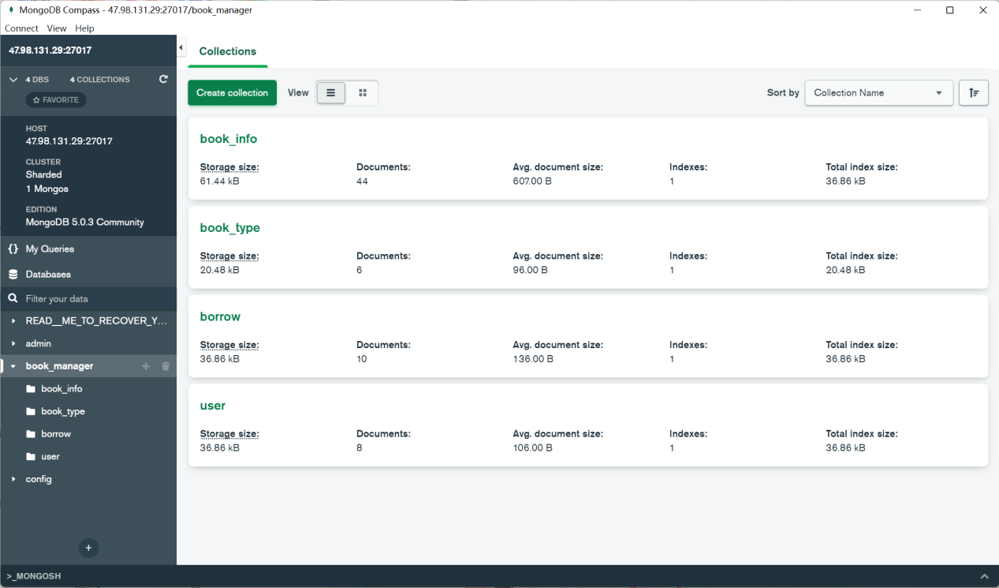 MongoDB Compass - 47.98.131.29:27017/book_manager
Connect View Help
47.98.131.29:27017
4 DBS 4 COLLECTIONS
FAVORITE
HOST
47.98.131.29:27017
CLUSTER
Sharded
1 Mongos
EDITION
MongoDB 5.0.3 Community
{} My Queries
Databases
Filter your data
READ__ME_TO_RECOVER_Y...
admin
book_manager
book_info
book_type
borrow
user
config
+
>_MONGOSH
Collections
Create collection View Sort by Collection Name
book_info
Storage size: Documents: Avg. document size: Indexes: Total index size:
61.44 kB 44 607.00 B 1 36.86 kB
book_type
Storage size: Documents: Avg. document size: Indexes: Total index size:
20.48 kB 6 96.00 B 1 20.48 kB
borrow
Storage size: Documents: Avg. document size: Indexes: Total index size:
36.86 kB 10 136.00 B 1 36.86 kB
user
Storage size: Documents: Avg. document size: Indexes: Total index size:
36.86 kB 8 106.00 B 1 36.86 kB